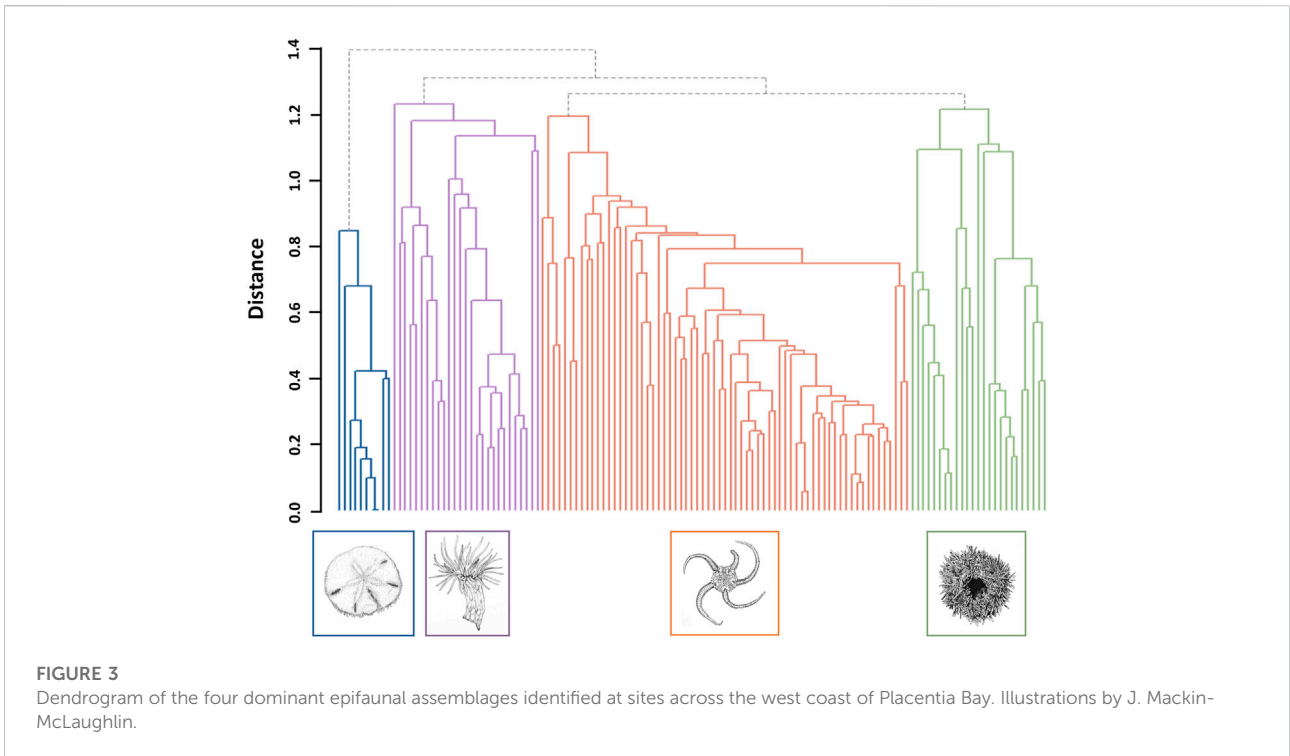 1.4
1.2
1.0
0.8
0.6
0.4
0.2
0.0
Distance
FIGURE 3
Dendrogram of the four dominant epifaunal assemblages identified at sites across the west coast of Placentia Bay. Illustrations by J. Mackin-
McLaughlin.